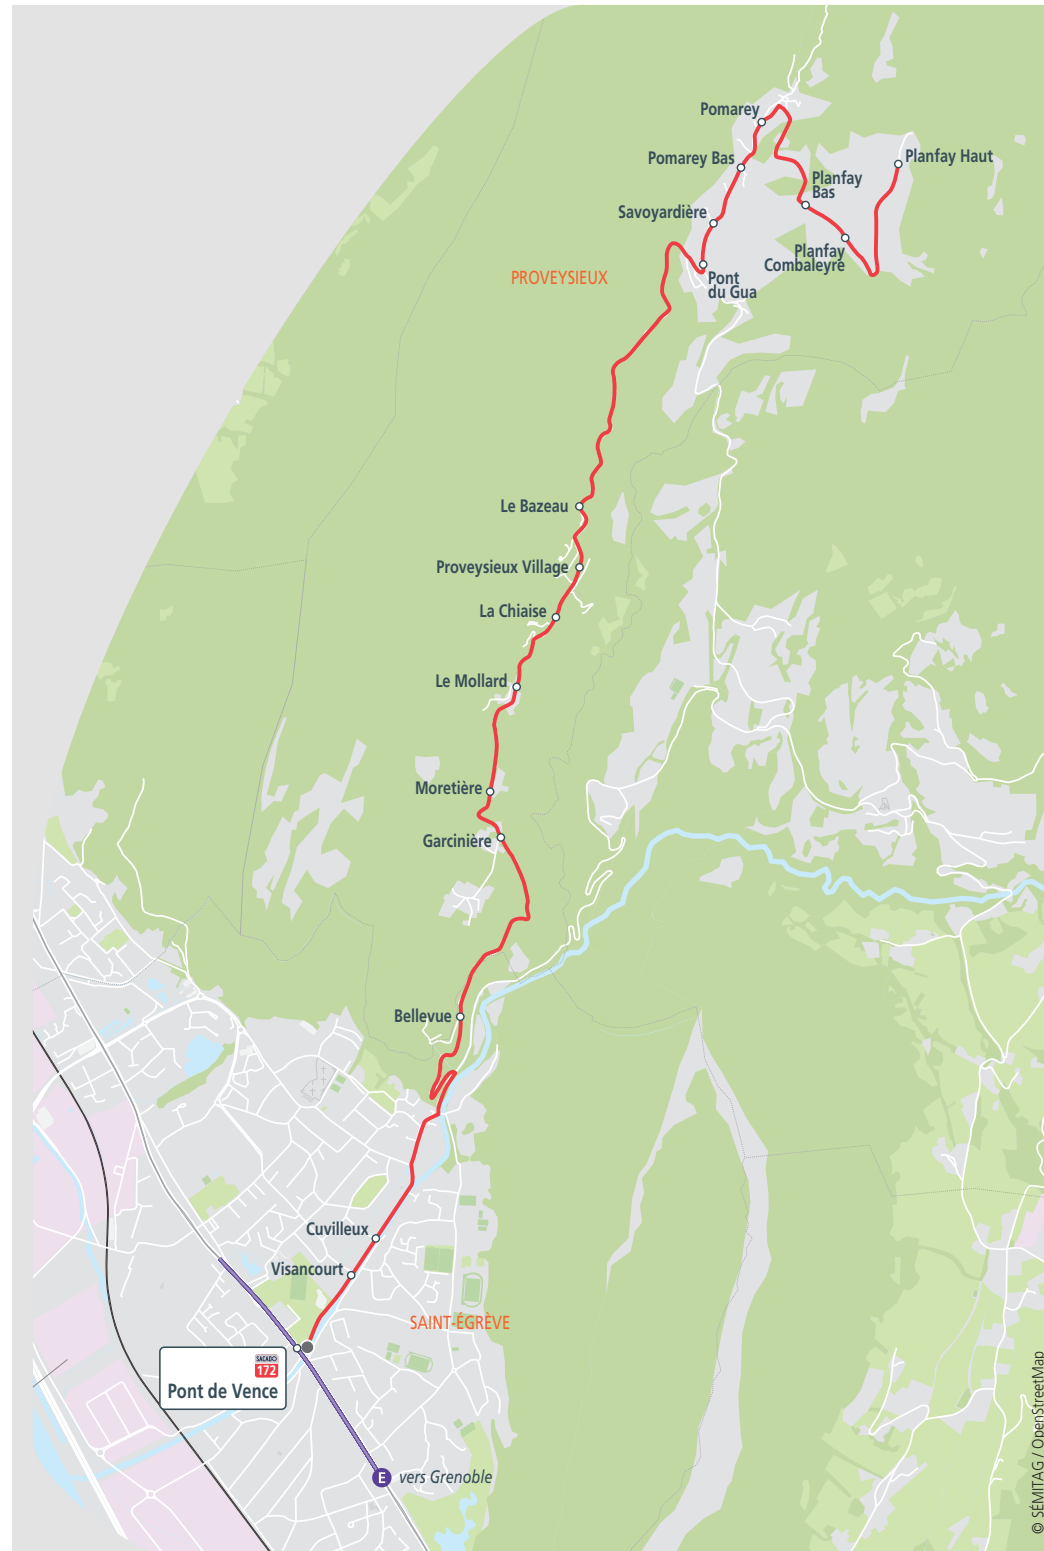 Pomarey
Planfay Haut
Pomarey Bas
Planfay
Bas
Savoyardière
Planfay
Combaleyre
PROVEYSIEUX
Pont
du Gua
Le Bazeau
Proveysieux Village
La Chiaise
Le Mollard
Moretière
Garcinière
Bellevue
Cuvilleux
Visancourt
SAINT-ÉGRÈVE
SACADO
172
Pont de Vence
E vers Grenoble
© SÉMITAG / OpenStreetMap